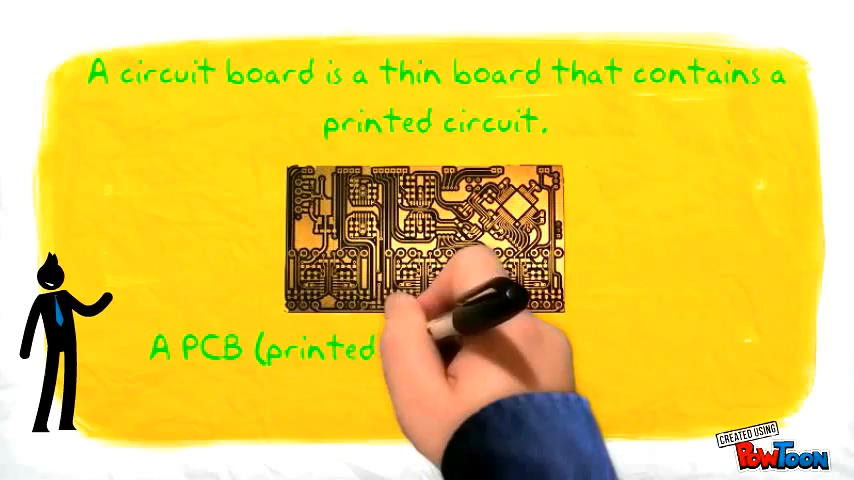 A circuit board is a thin board that contains a
printed circuit.
A PCB (printed
CREATED USING
POWTOON